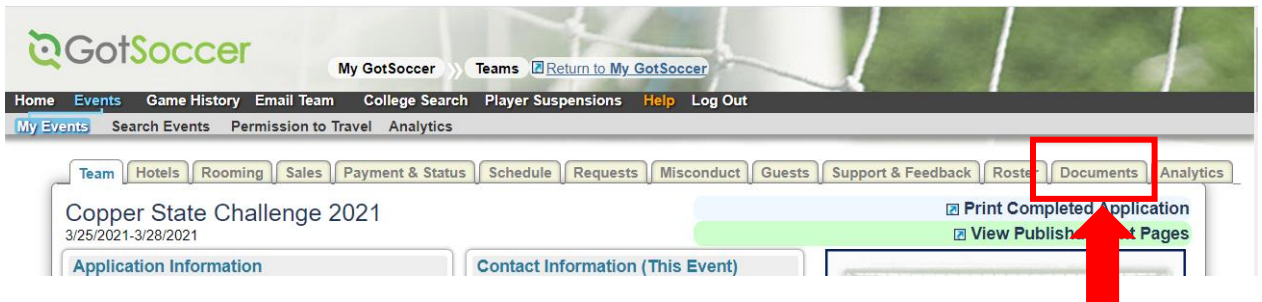 GotSoccer
My GotSoccer Teams Return to My GotSoccer
Home Events Game History Email Team College Search Player Suspensions Help Log Out
My Events Search Events Permission to Travel Analytics
Team Hotels Rooming Sales Payment & Status Schedule Requests Misconduct Guests Support & Feedback Roster Documents Analytics
Copper State Challenge 2021
Print Completed Application
3/25/2021-3/28/2021
View Publish t Pages
Application Information
Contact Information (This Event)